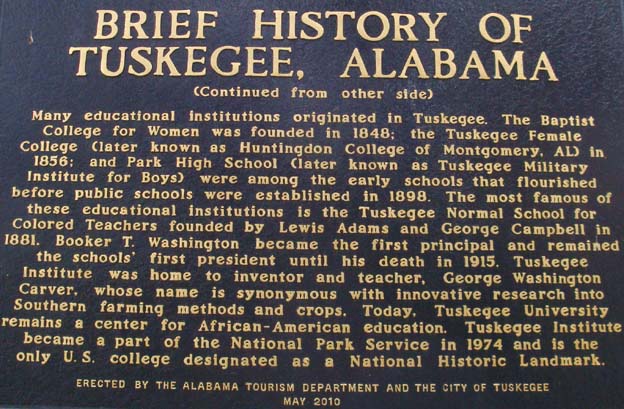 BRIEF HISTORY OF
TUSKEGEE, ALABAMA
(Continued from other side)
Many educational institutions originated in Tuskegee. The Baptist
College for Women was founded in 1848; the Tuskegee Female
College (later known as Huntingdon College of Montgomery, AL) in
1856; and Park High School (later known as Tuskegee Military
Institute for Boys) were among the early schools that flourished
before public schools were established in 1898. The most famous of
these educational institutions is the Tuskegee Normal School for
Colored Teachers founded by Lewis Adams and George Campbell in
1881. Booker T. Washington became the first principal and remained
the schools' first president until his death in 1915. Tuskegee
Institute was home to inventor and teacher, George Washington
Carver, whose name is synonymous with innovative research into
Southern farming methods and crops. Today, Tuskegee University
remains a center for African-American education. Tuskegee Institute
became a part of the National Park Service in 1974 and is the
only U.S. college designated as a National Historic Landmark.
ERECTED BY THE ALABAMA TOURISM DEPARTMENT AND THE CITY OF TUSKEGEE
MAY 2010